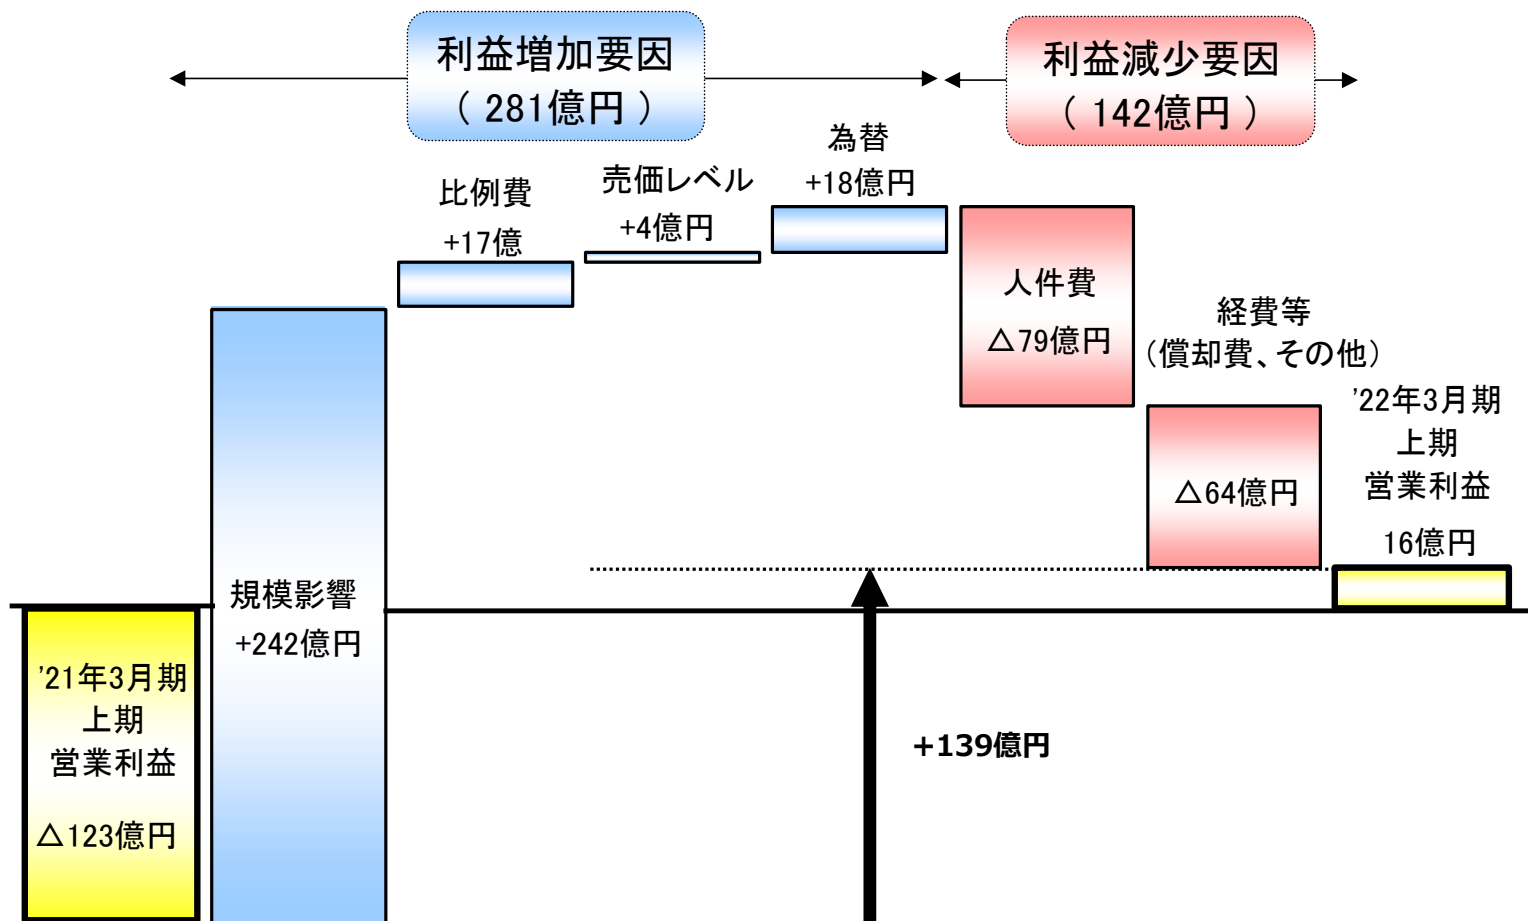 利益増加要因
( 281億円 )
利益減少要因
( 142億円 )
比例費
+17億
売価レベル
+4億円
為替
+18億円
人件費
△79億円
経費等
(償却費、その他)
△64億円
'22年3月期
上期
営業利益
16億円
規模影響
+242億円
'21年3月期
上期
営業利益
△123億円
+139億円